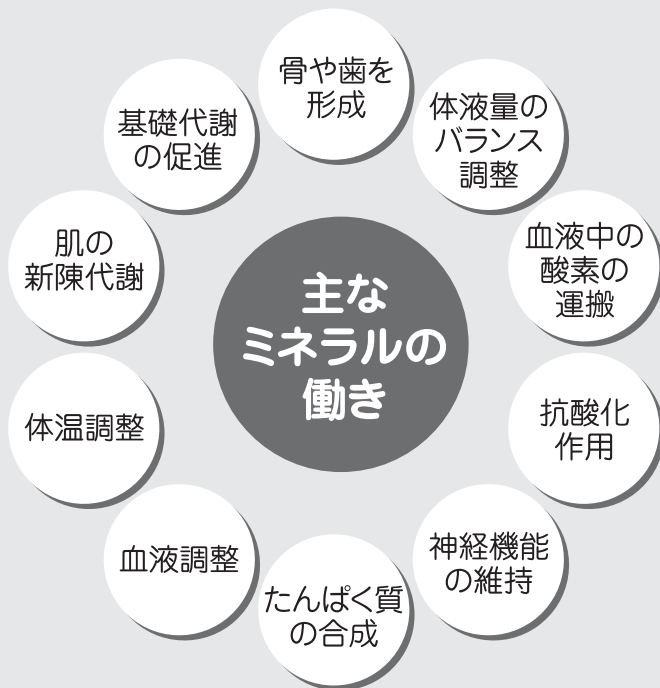 骨や歯を
形成
体液量の
バランス
調整
血液中の
酸素の
運搬
抗酸化
作用
神経機能
の維持
たんぱく質
の合成
血液調整
体温調整
肌の
新陳代謝
基礎代謝
の促進
主な
ミネラルの
働き